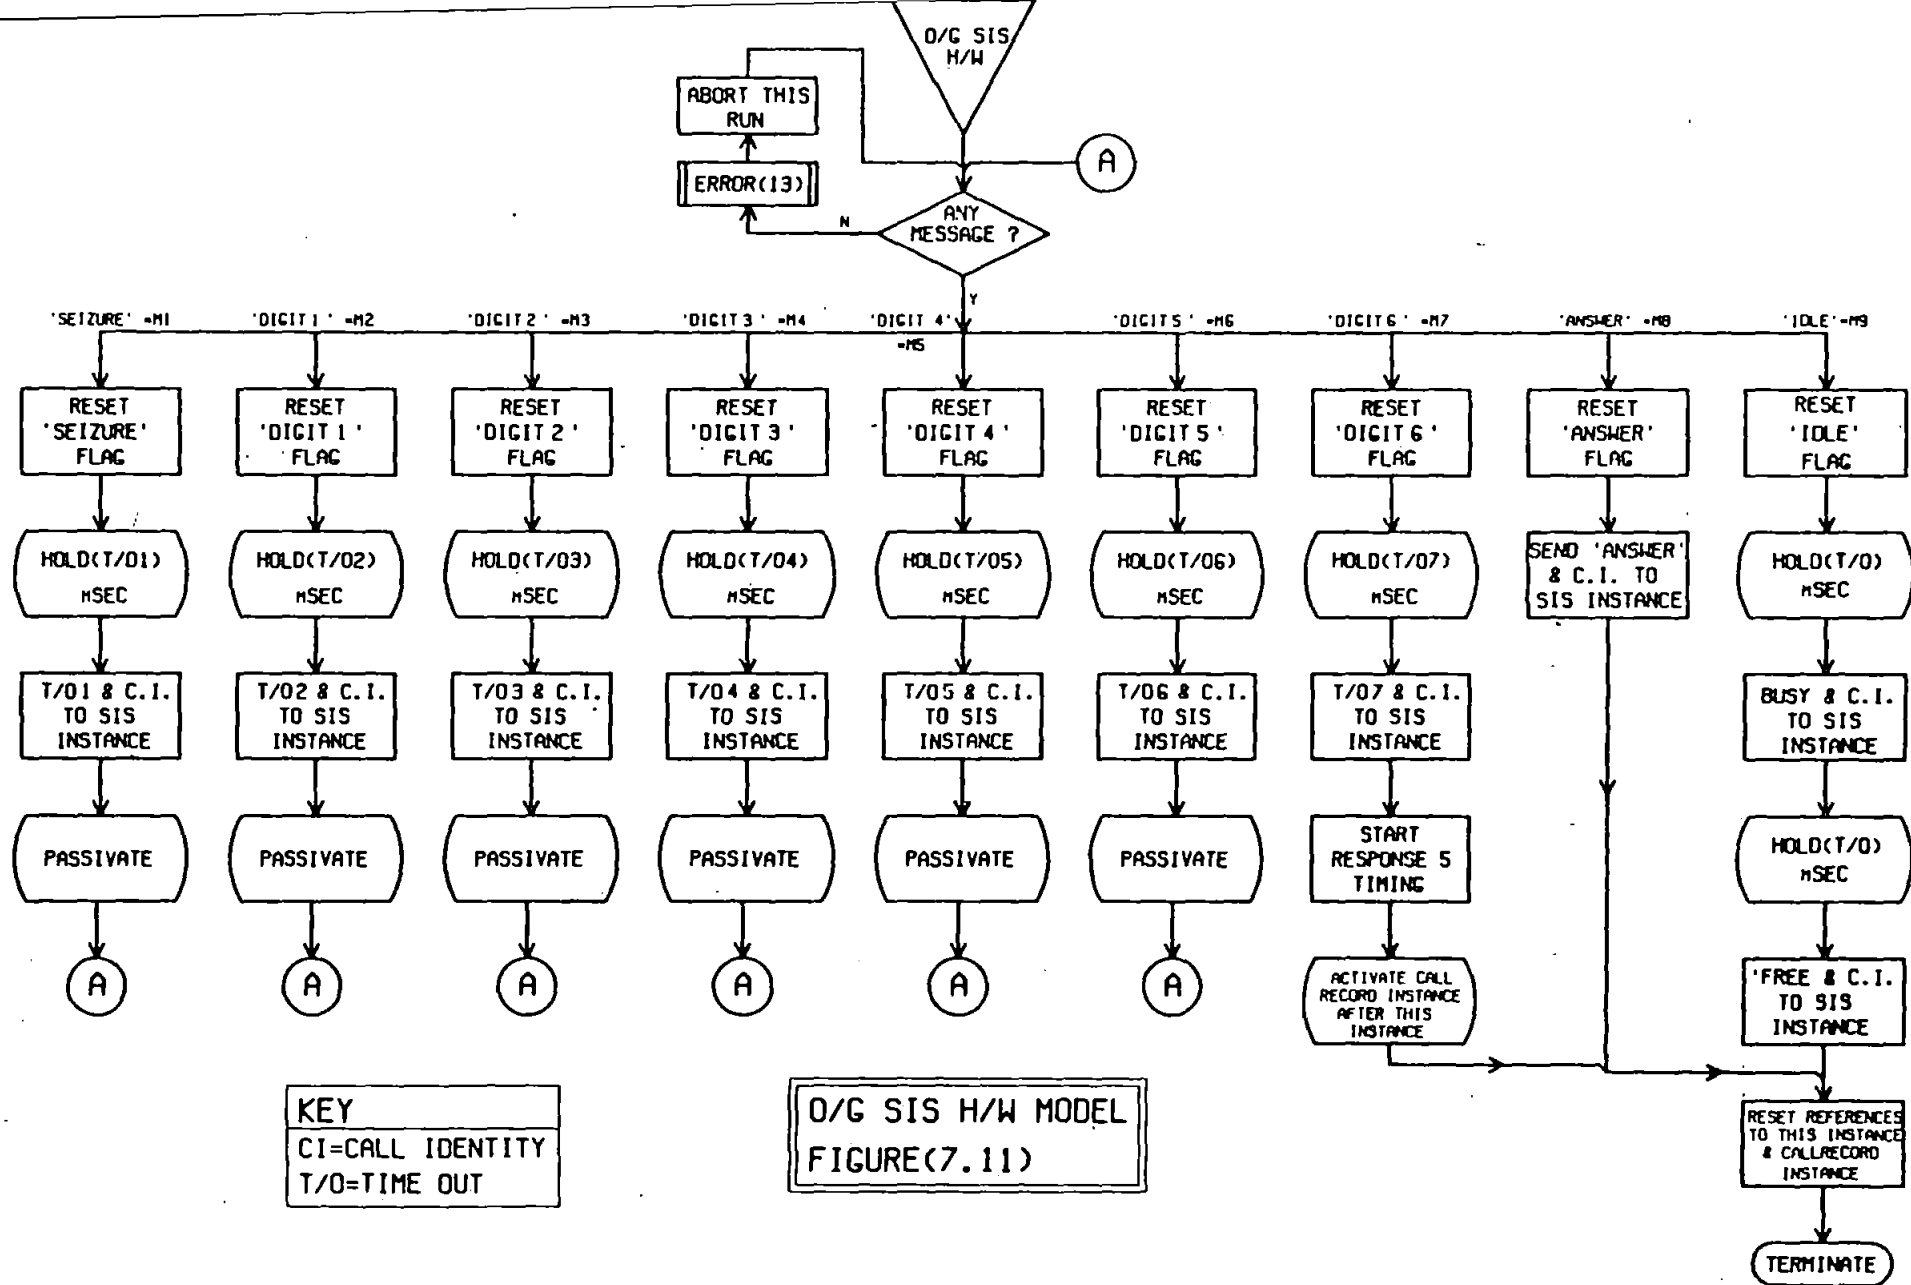 O/G SIS
H/W
ABORT THIS
RUN
A
ERROR(13)
ANY
MESSAGE ?
N
Y
'SEIZURE' =M1
'DIGIT 1 ' =M2
'DIGIT 2 ' =M3
'DIGIT 3 ' =M4
'DIGIT 4'
=M5
'DIGIT 5 ' =M6
'DIGIT 6 ' =M7
'ANSWER' =M8
'IDLE' =M9
RESET
'SEIZURE'
FLAG
RESET
'DIGIT 1 '
FLAG
RESET
'DIGIT 2 '
FLAG
RESET
'DIGIT 3 '
FLAG
RESET
'DIGIT 4 '
FLAG
RESET
'DIGIT 5 '
FLAG
RESET
'DIGIT 6 '
FLAG
RESET
'ANSWER'
FLAG
RESET
'IDLE'
FLAG
HOLD(T/O1)
mSEC
HOLD(T/O2)
mSEC
HOLD(T/O3)
mSEC
HOLD(T/O4)
mSEC
HOLD(T/O5)
mSEC
HOLD(T/O6)
mSEC
HOLD(T/O7)
mSEC
SEND 'ANSWER'
& C.I. TO
SIS INSTANCE
HOLD(T/O)
mSEC
T/O1 & C.I.
TO SIS
INSTANCE
T/O2 & C.I.
TO SIS
INSTANCE
T/O3 & C.I.
TO SIS
INSTANCE
T/O4 & C.I.
TO SIS
INSTANCE
T/O5 & C.I.
TO SIS
INSTANCE
T/O6 & C.I.
TO SIS
INSTANCE
T/O7 & C.I.
TO SIS
INSTANCE
BUSY & C.I.
TO SIS
INSTANCE
PASSIVATE
PASSIVATE
PASSIVATE
PASSIVATE
PASSIVATE
PASSIVATE
START
RESPONSE 5
TIMING
HOLD(T/O)
mSEC
A
A
A
A
A
A
ACTIVATE CALL
RECORD INSTANCE
AFTER THIS
INSTANCE
'FREE & C.I.
TO SIS
INSTANCE
KEY
CI=CALL IDENTITY
T/O=TIME OUT
O/G SIS H/W MODEL
FIGURE(7.11)
RESET REFERENCES
TO THIS INSTANCE
& CALLRECORD
INSTANCE
TERMINATE